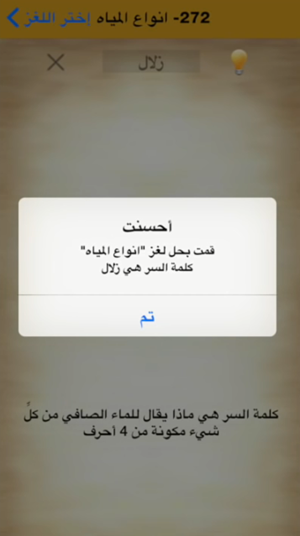 272- انواع المياه إختر اللغز
زلال
أحسنت
قمت بحل لغز "انواع المياه"
كلمة السر هي زلال
تم
كلمة السر هي ماذا يقال للماء الصافي من كلِّ
شيء مكونة من 4 أحرف